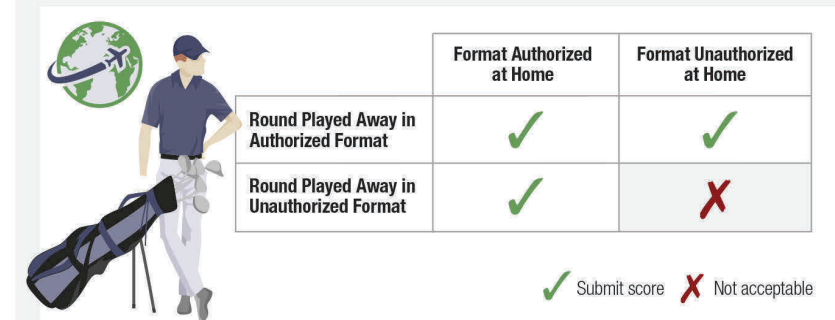 Format Authorized
at Home
Format Unauthorized
at Home
Round Played Away in
Authorized Format
Round Played Away in
Unauthorized Format
Submit score
Not acceptable